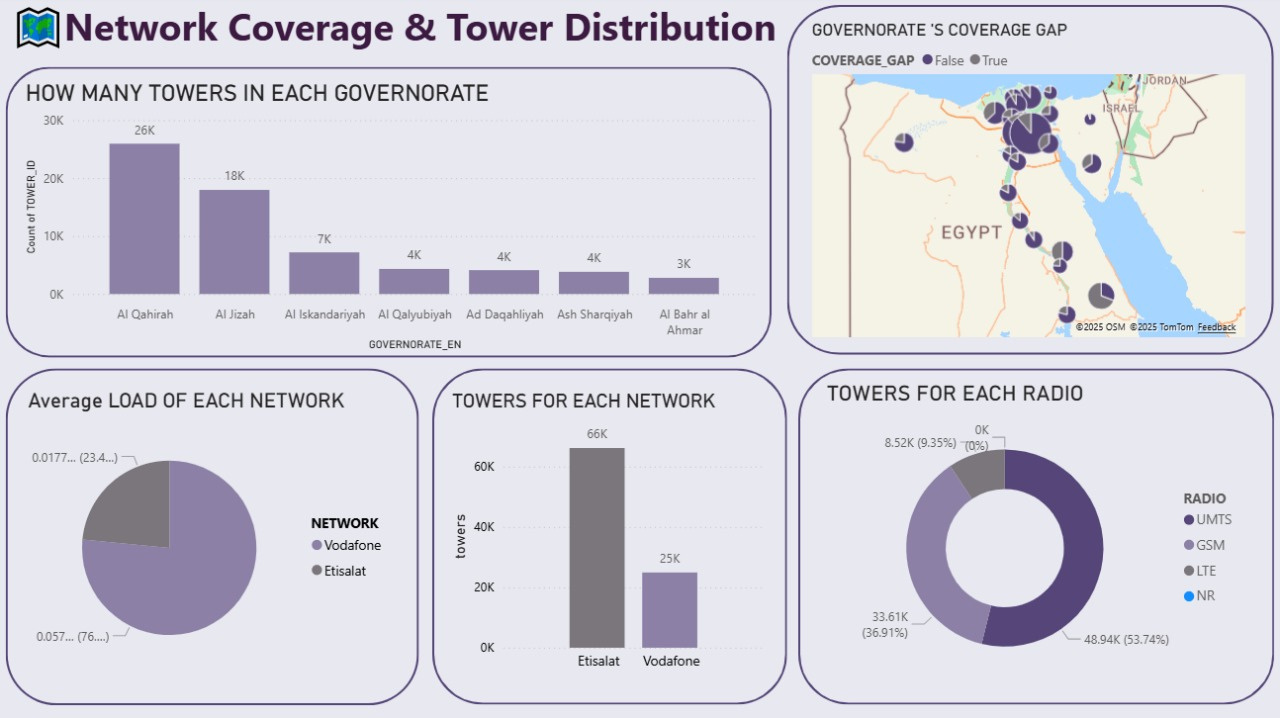 Network Coverage & Tower Distribution
HOW MANY TOWERS IN EACH GOVERNORATE
30K
20K
10K
0K
Count of TOWER_ID
26K
18K
7K
4K
4K
4K
3K
Al Qahirah
Al Jizah
Al Iskandariyah
Al Qalyubiyah
Ad Daqahliyah
Ash Sharqiyah
Al Bahr al
Ahmar
GOVERNORATE_EN
GOVERNORATE 'S COVERAGE GAP
COVERAGE_GAP False True
JORDAN
ISRAEL
EGYPT
©2025 OSM ©2025 TomTom Feedback
Average LOAD OF EACH NETWORK
0.0177... (23.4...)
0.057... (76....)
NETWORK
Vodafone
Etisalat
TOWERS FOR EACH NETWORK
66K
60K
40K
20K
0K
towers
25K
Etisalat
Vodafone
TOWERS FOR EACH RADIO
0K
(0%)
8.52K (9.35%)
33.61K
(36.91%)
48.94K (53.74%)
RADIO
UMTS
GSM
LTE
NR